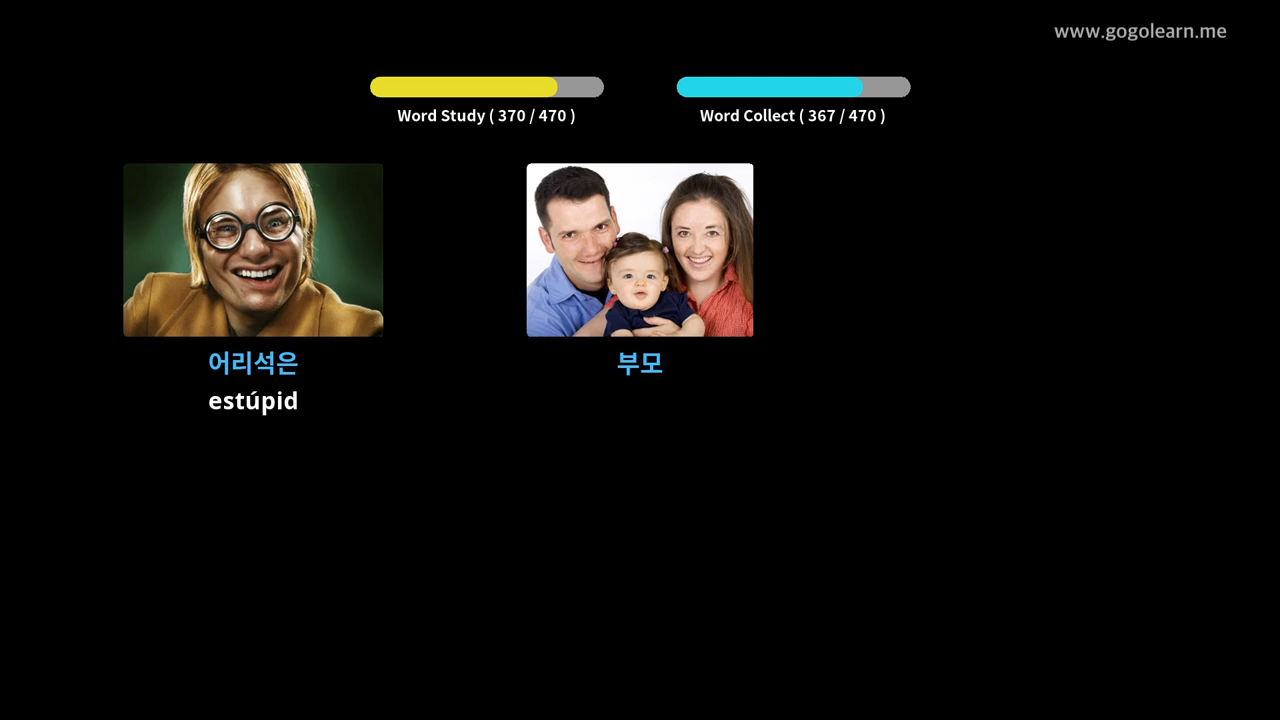 www.gogolearn.me
Word Study ( 370 / 470 )
Word Collect ( 367 / 470 )
어리석은
estúpid
부모